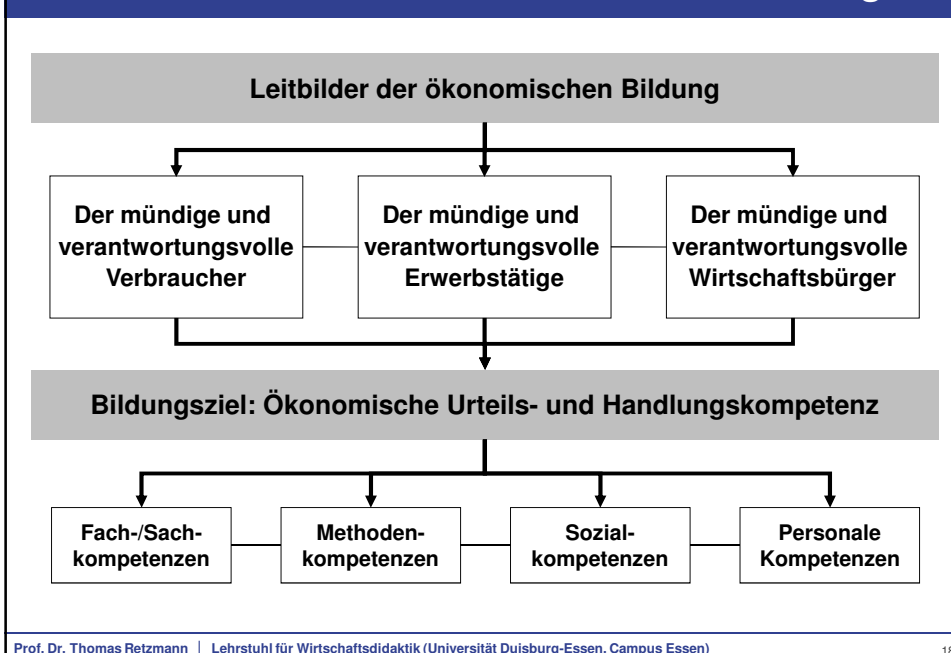 Leitbilder der ökonomischen Bildung
Der mündige und
verantwortungsvolle
Verbraucher
Der mündige und
verantwortungsvolle
Erwerbstätige
Der mündige und
verantwortungsvolle
Wirtschaftsbürger
Bildungsziel: Ökonomische Urteils- und Handlungskompetenz
Fach-/Sach-
kompetenzen
Methoden-
kompetenzen
Sozial-
kompetenzen
Personale
Kompetenzen
Prof. Dr. Thomas Retzmann | Lehrstuhl für Wirtschaftsdidaktik (Universität Duisburg-Essen, Campus Essen)